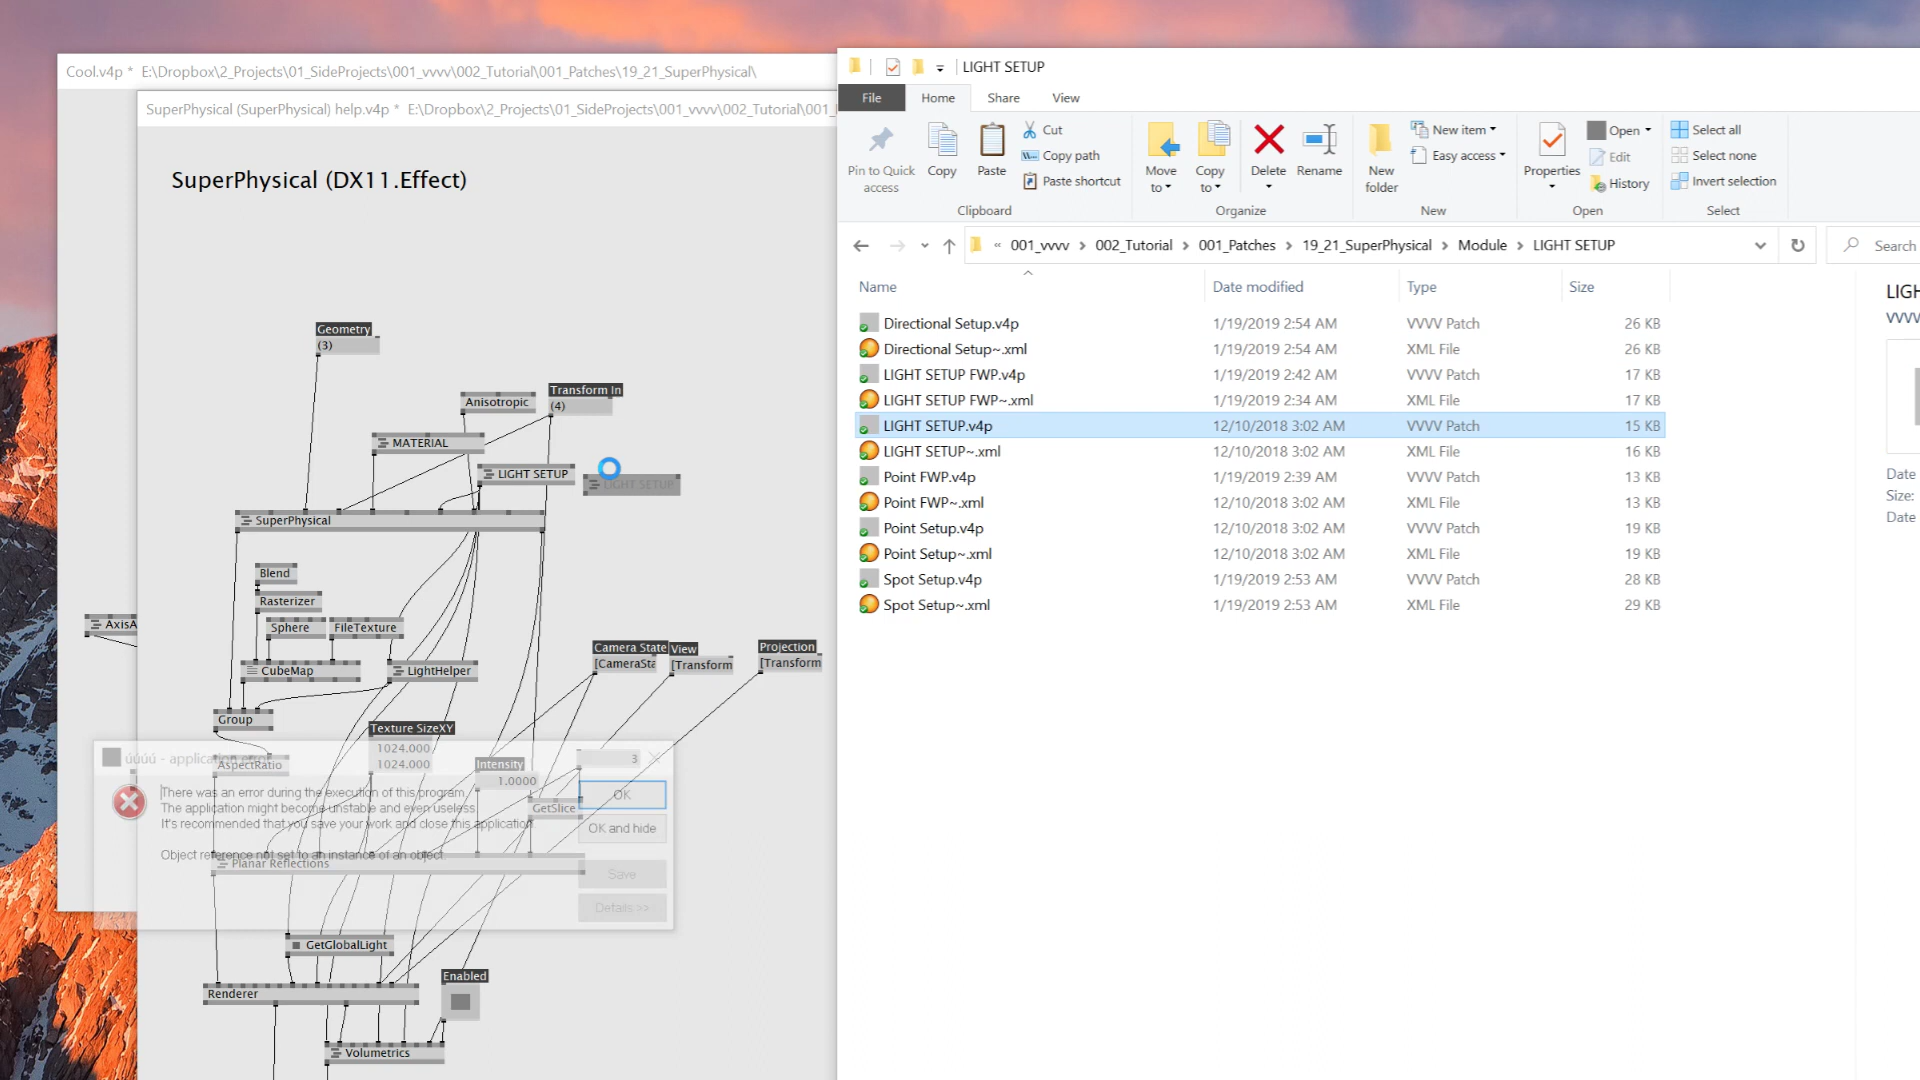 Cool.v4p * E:\Dropbox\2_Projects\01_SideProjects\001_vvvv\002_Tutorial\001_Patches\19_21_SuperPhysical\
SuperPhysical (SuperPhysical) help.v4p * E:\Dropbox\2_Projects\01_SideProjects\001_vvvv\002_Tutorial\001_
SuperPhysical (DX11.Effect)
Geometry
(3)
Transform In
(4)
Anisotropic
MATERIAL
LIGHT SETUP
LIGHT SETUP
SuperPhysical
Blend
Rasterizer
Sphere
FileTexture
AxisA
CubeMap
LightHelper
Camera State
[CameraSta
View
[Transform
Projection
[Transform
Group
Texture SizeXY
1024.000
1024.000
AspectRatio
Intensity
1.0000
3
GetSlice
úúúú - application error
There was an error during the execution of this program.
The application might become unstable and even useless
It's recommended that you save your work and close this application.
Object reference not set to an instance of an object.
OK
OK and hide
Save
Details >>
Planar Reflections
GetGlobalLight
Enabled
Renderer
Volumetrics
LIGHT SETUP
File Home Share View
Pin to Quick access
Copy
Paste
Cut
Copy path
Paste shortcut
Clipboard
Move to
Copy to
Delete
Rename
Organize
New folder
New item
Easy access
New
Properties
Open
Edit
History
Open
Select all
Select none
Invert selection
Select
« 001_vvvv > 002_Tutorial > 001_Patches > 19_21_SuperPhysical > Module > LIGHT SETUP
Search
Name Date modified Type Size
Directional Setup.v4p 1/19/2019 2:54 AM VVVV Patch 26 KB
Directional Setup~.xml 1/19/2019 2:54 AM XML File 26 KB
LIGHT SETUP FWP.v4p 1/19/2019 2:42 AM VVVV Patch 17 KB
LIGHT SETUP FWP~.xml 1/19/2019 2:34 AM XML File 17 KB
LIGHT SETUP.v4p 12/10/2018 3:02 AM VVVV Patch 15 KB
LIGHT SETUP~.xml 12/10/2018 3:02 AM XML File 16 KB
Point FWP.v4p 1/19/2019 2:39 AM VVVV Patch 13 KB
Point FWP~.xml 12/10/2018 3:02 AM XML File 13 KB
Point Setup.v4p 12/10/2018 3:02 AM VVVV Patch 19 KB
Point Setup~.xml 12/10/2018 3:02 AM XML File 19 KB
Spot Setup.v4p 1/19/2019 2:53 AM VVVV Patch 28 KB
Spot Setup~.xml 1/19/2019 2:53 AM XML File 29 KB
LIGH
VVVV
Date
Size:
Date